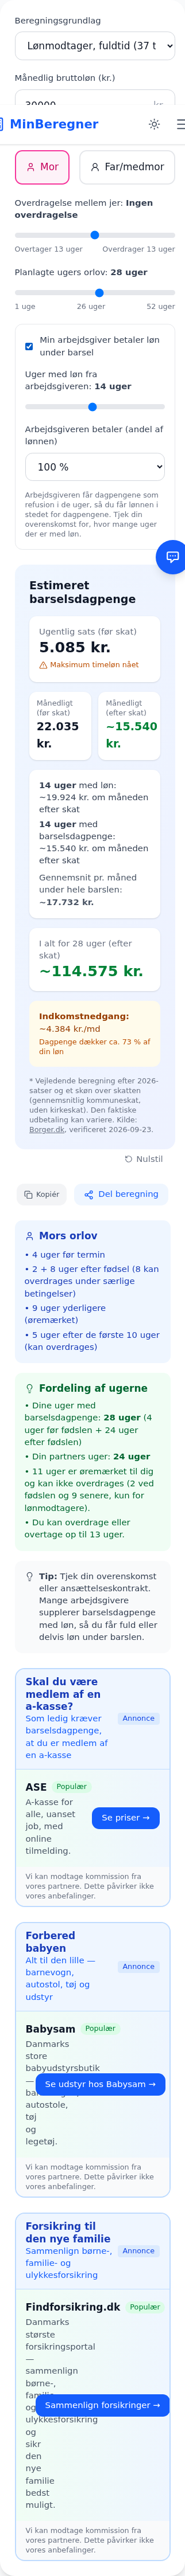 Beregningsgrundlag
Lønmodtager, fuldtid (37 t
Månedlig bruttoløn (kr.)
MinBeregner
Mor
Far/medmor
Overdragelse mellem jer: Ingen
overdragelse
Overtager 13 uger
Overdrager 13 uger
Planlagte ugers orlov: 28 uger
1 uge
26 uger
52 uger
Min arbejdsgiver betaler løn
under barsel
Uger med løn fra
arbejdsgiveren: 14 uger
Arbejdsgiveren betaler (andel af
lønnen)
100 %
Arbejdsgiveren får dagpengene som
refusion i de uger, så du får lønnen i
stedet for dagpengene. Tjek din
overenskomst for, hvor mange uger
der er med løn.
Estimeret
barselsdagpenge
Ugentlig sats (før skat)
5.085 kr.
Maksimum timeløn nået
Månedligt
(før skat)
22.035
kr.
Månedligt
(efter skat)
~15.540
kr.
14 uger med løn:
~19.924 kr. om måneden
efter skat
14 uger med
barselsdagpenge:
~15.540 kr. om måneden
efter skat
Gennemsnit pr. måned
under hele barslen:
~17.732 kr.
I alt for 28 uger (efter
skat)
~114.575 kr.
Indkomstnedgang:
~4.384 kr./md
Dagpenge dækker ca. 73 % af
din løn
* Vejledende beregning efter 2026-
satser og et skøn over skatten
(gennemsnitlig kommuneskat,
uden kirkeskat). Den faktiske
udbetaling kan variere. Kilde:
Borger.dk, verificeret 2026-09-23.
Nulstil
Kopiér
Del beregning
Mors orlov
• 4 uger før termin
• 2 + 8 uger efter fødsel (8 kan
overdrages under særlige
betingelser)
• 9 uger yderligere
(øremærket)
• 5 uger efter de første 10 uger
(kan overdrages)
Fordeling af ugerne
• Dine uger med
barselsdagpenge: 28 uger (4
uger før fødslen + 24 uger
efter fødslen)
• Din partners uger: 24 uger
• 11 uger er øremærket til dig
og kan ikke overdrages (2 ved
fødslen og 9 senere, kun for
lønmodtagere).
• Du kan overdrage eller
overtage op til 13 uger.
Tip: Tjek din overenskomst
eller ansættelseskontrakt.
Mange arbejdsgivere
supplerer barselsdagpenge
med løn, så du får fuld eller
delvis løn under barslen.
Skal du være
medlem af en
a-kasse?
Som ledig kræver
barselsdagpenge,
at du er medlem af
en a-kasse
Annonce
ASE
Populær
A-kasse for
alle, uanset
job, med
online
tilmelding.
Se priser →
Vi kan modtage kommission fra
vores partnere. Dette påvirker ikke
vores anbefalinger.
Forbered
babyen
Alt til den lille —
barnevogn,
autostol, tøj og
udstyr
Annonce
Babysam
Populær
Danmarks
store
babyudstyrsbutik
—
Se udstyr hos Babysam →
autostole,
tøj
og
legetøj.
Vi kan modtage kommission fra
vores partnere. Dette påvirker ikke
vores anbefalinger.
Forsikring til
den nye familie
Sammenlign børne-,
familie- og
ulykkesforsikring
Annonce
Findforsikring.dk
Populær
Danmarks
største
forsikringsportal
—
sammenlign
børne-,
Sammenlign forsikringer →
og
ulykkesforsikring
og
sikr
den
nye
familie
bedst
muligt.
Vi kan modtage kommission fra
vores partnere. Dette påvirker ikke
vores anbefalinger.